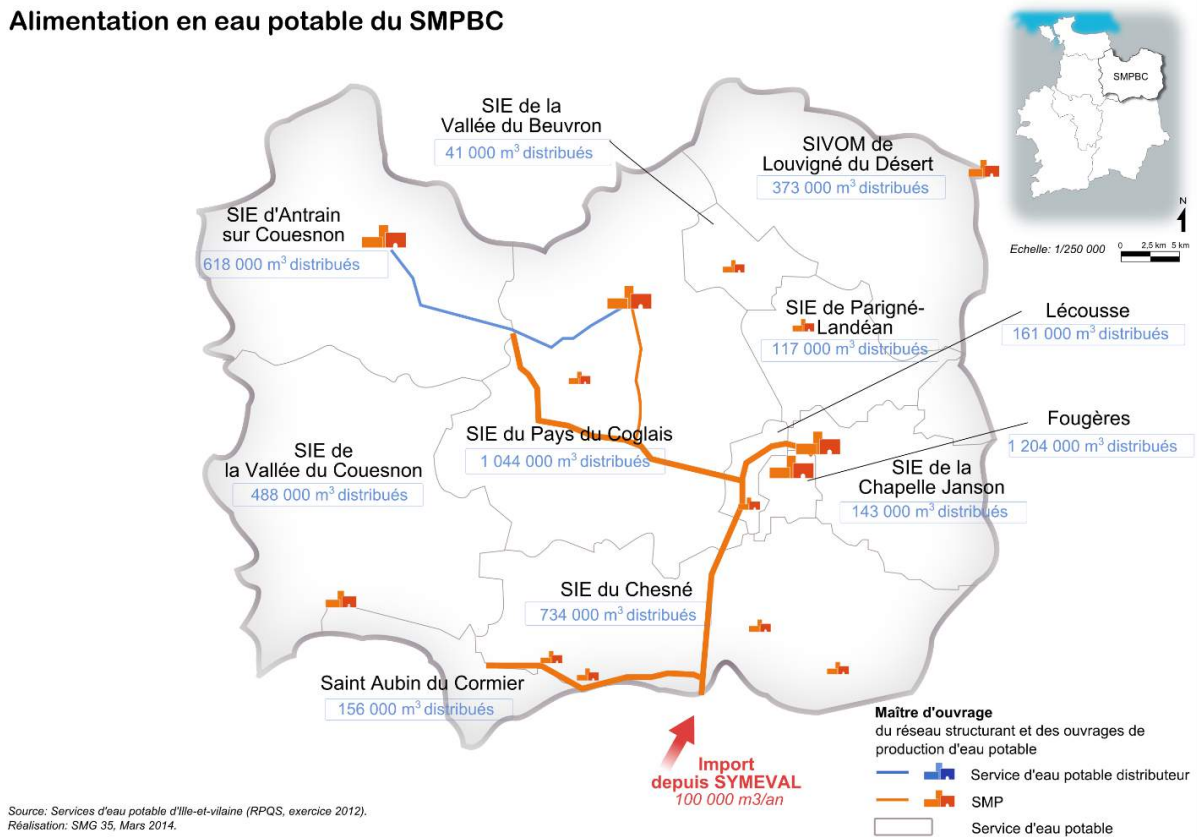 Alimentation en eau potable du SMPBC
SMPBC
N
Echelle: 1/250 000
0 2,5 km 5 km
SIE de la
Vallée du Beuvron
41 000 m³ distribués
SIVOM de
Louvigné du Désert
373 000 m³ distribués
SIE d'Antrain
sur Couesnon
618 000 m³ distribués
SIE de Parigné-
Landéan
117 000 m³ distribués
Lécousse
161 000 m³ distribués
Fougères
1 204 000 m³ distribués
SIE du Pays du Coglais
1 044 000 m³ distribués
SIE de
la Vallée du Couesnon
488 000 m³ distribués
SIE de la
Chapelle Janson
143 000 m³ distribués
SIE du Chesné
734 000 m³ distribués
Saint Aubin du Cormier
156 000 m³ distribués
Import
depuis SYMEVAL
100 000 m3/an
Maître d'ouvrage
du réseau structurant et des ouvrages de
production d'eau potable
Service d'eau potable distributeur
SMP
Service d'eau potable
Source: Services d'eau potable d'Ille-et-vilaine (RPQS, exercice 2012).
Réalisation: SMG 35, Mars 2014.